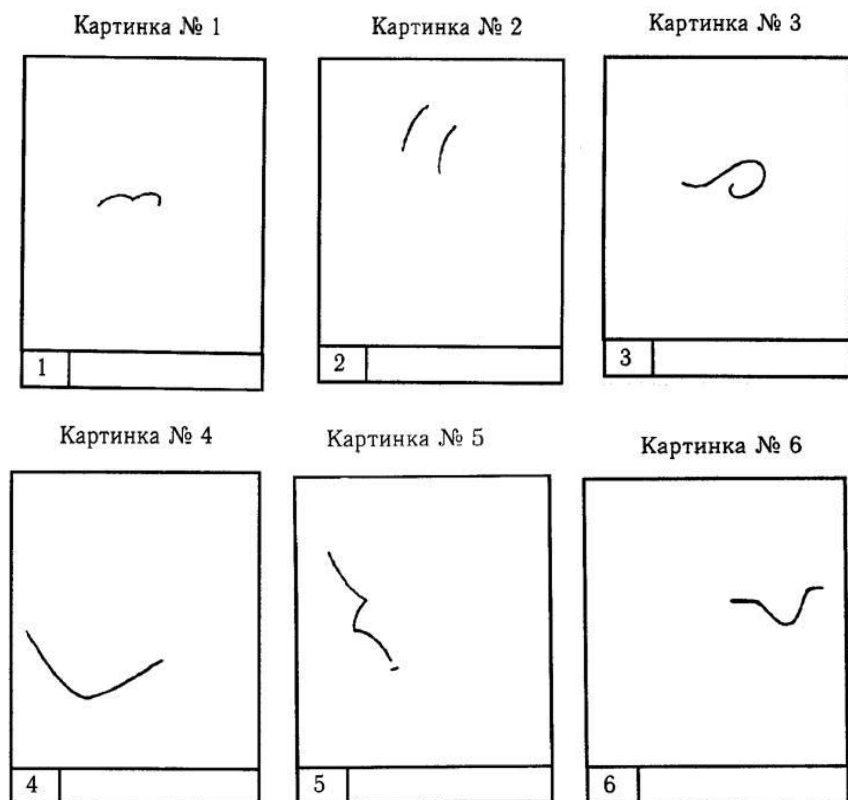 Картинка № 1
Картинка № 2
Картинка № 3
1
2
3
Картинка № 4
Картинка № 5
Картинка № 6
4
5
6